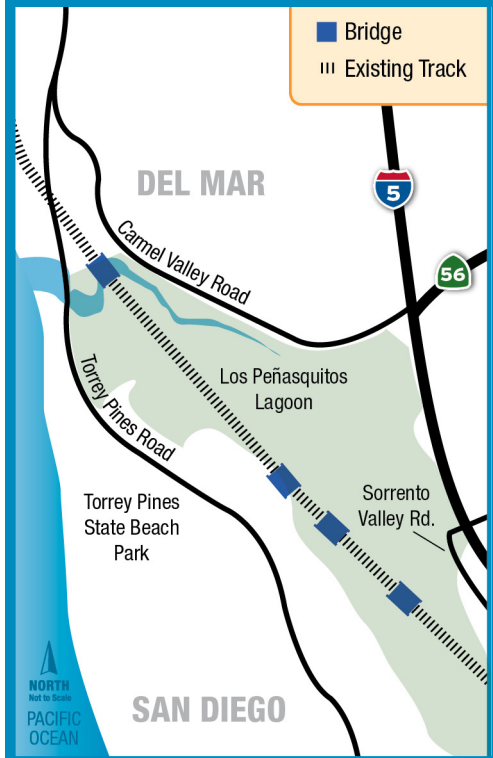 Bridge
Existing Track
5
DEL MAR
56
Carmel Valley Road
Los Peñasquitos
Lagoon
Torrey Pines Road
Sorrento
Valley Rd.
Torrey Pines
State Beach
Park
NORTH
Not to Scale
PACIFIC
OCEAN
SAN DIEGO